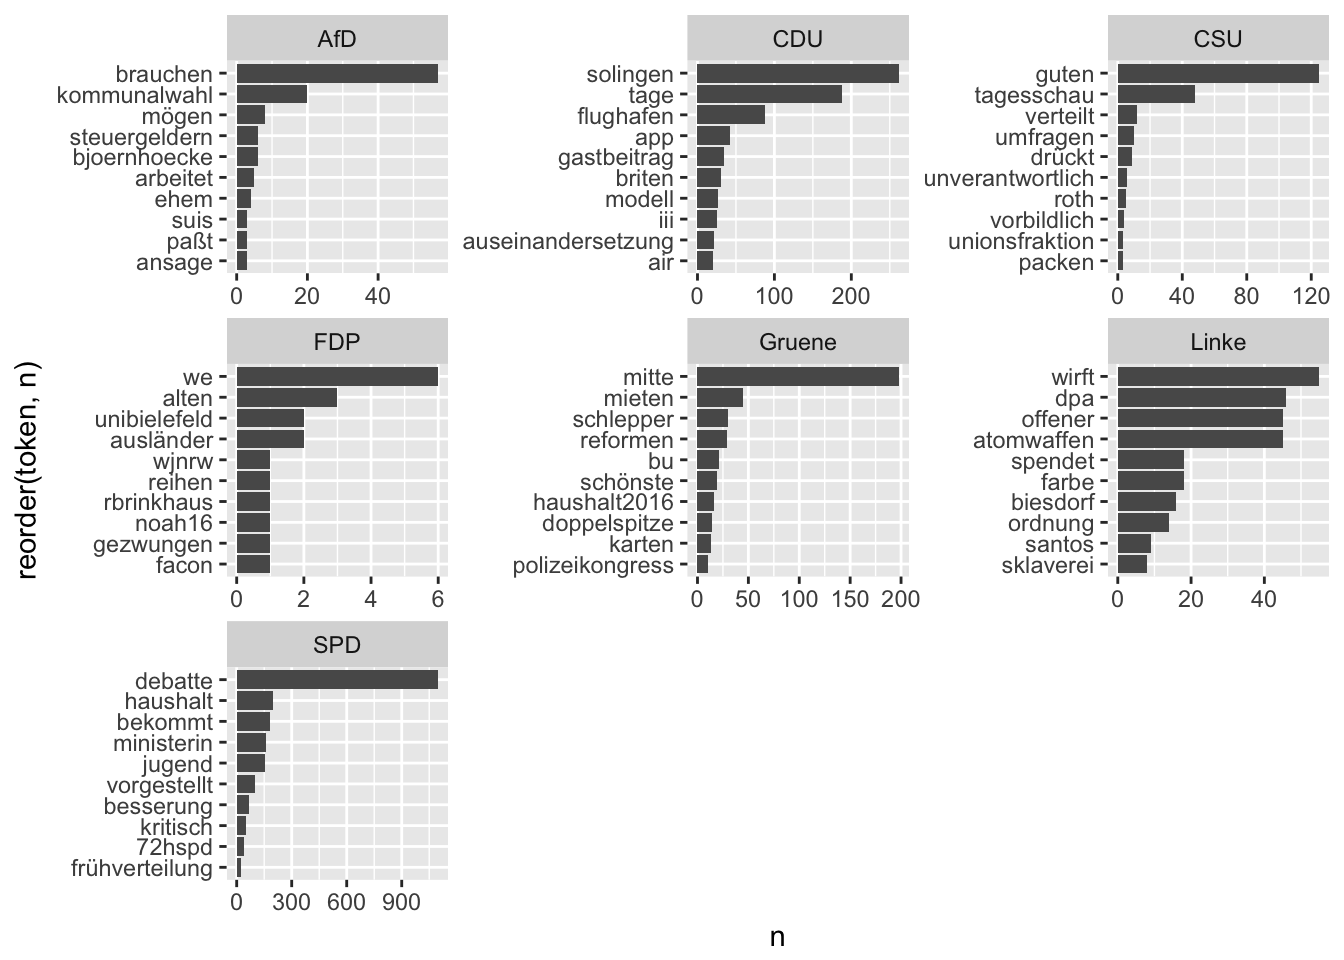 AfD
brauchen
kommunalwahl
mögen
steuergeldern
bjoernhoecke
arbeitet
ehem
suis
paßt
ansage
0 20 40
CDU
solingen
tage
flughafen
app
gastbeitrag
briten
modell
iii
auseinandersetzung
air
0 100 200
CSU
guten
tagesschau
verteilt
umfragen
drückt
unverantwortlich
roth
vorbildlich
unionsfraktion
packen
0 40 80 120
FDP
we
alten
unibielefeld
ausländer
wjnrw
reihen
rbrinkhaus
noah16
gezwungen
facon
0 2 4 6
Gruene
mitte
mieten
schlepper
reformen
bu
schönste
haushalt2016
doppelspitze
karten
polizeikongress
0 50 100 150 200
Linke
wirft
dpa
offener
atomwaffen
spendet
farbe
biesdorf
ordnung
santos
sklaverei
0 20 40
SPD
debatte
haushalt
bekommt
ministerin
jugend
vorgestellt
besserung
kritisch
72hspd
frühverteilung
0 300 600 900
reorder(token, n)
n